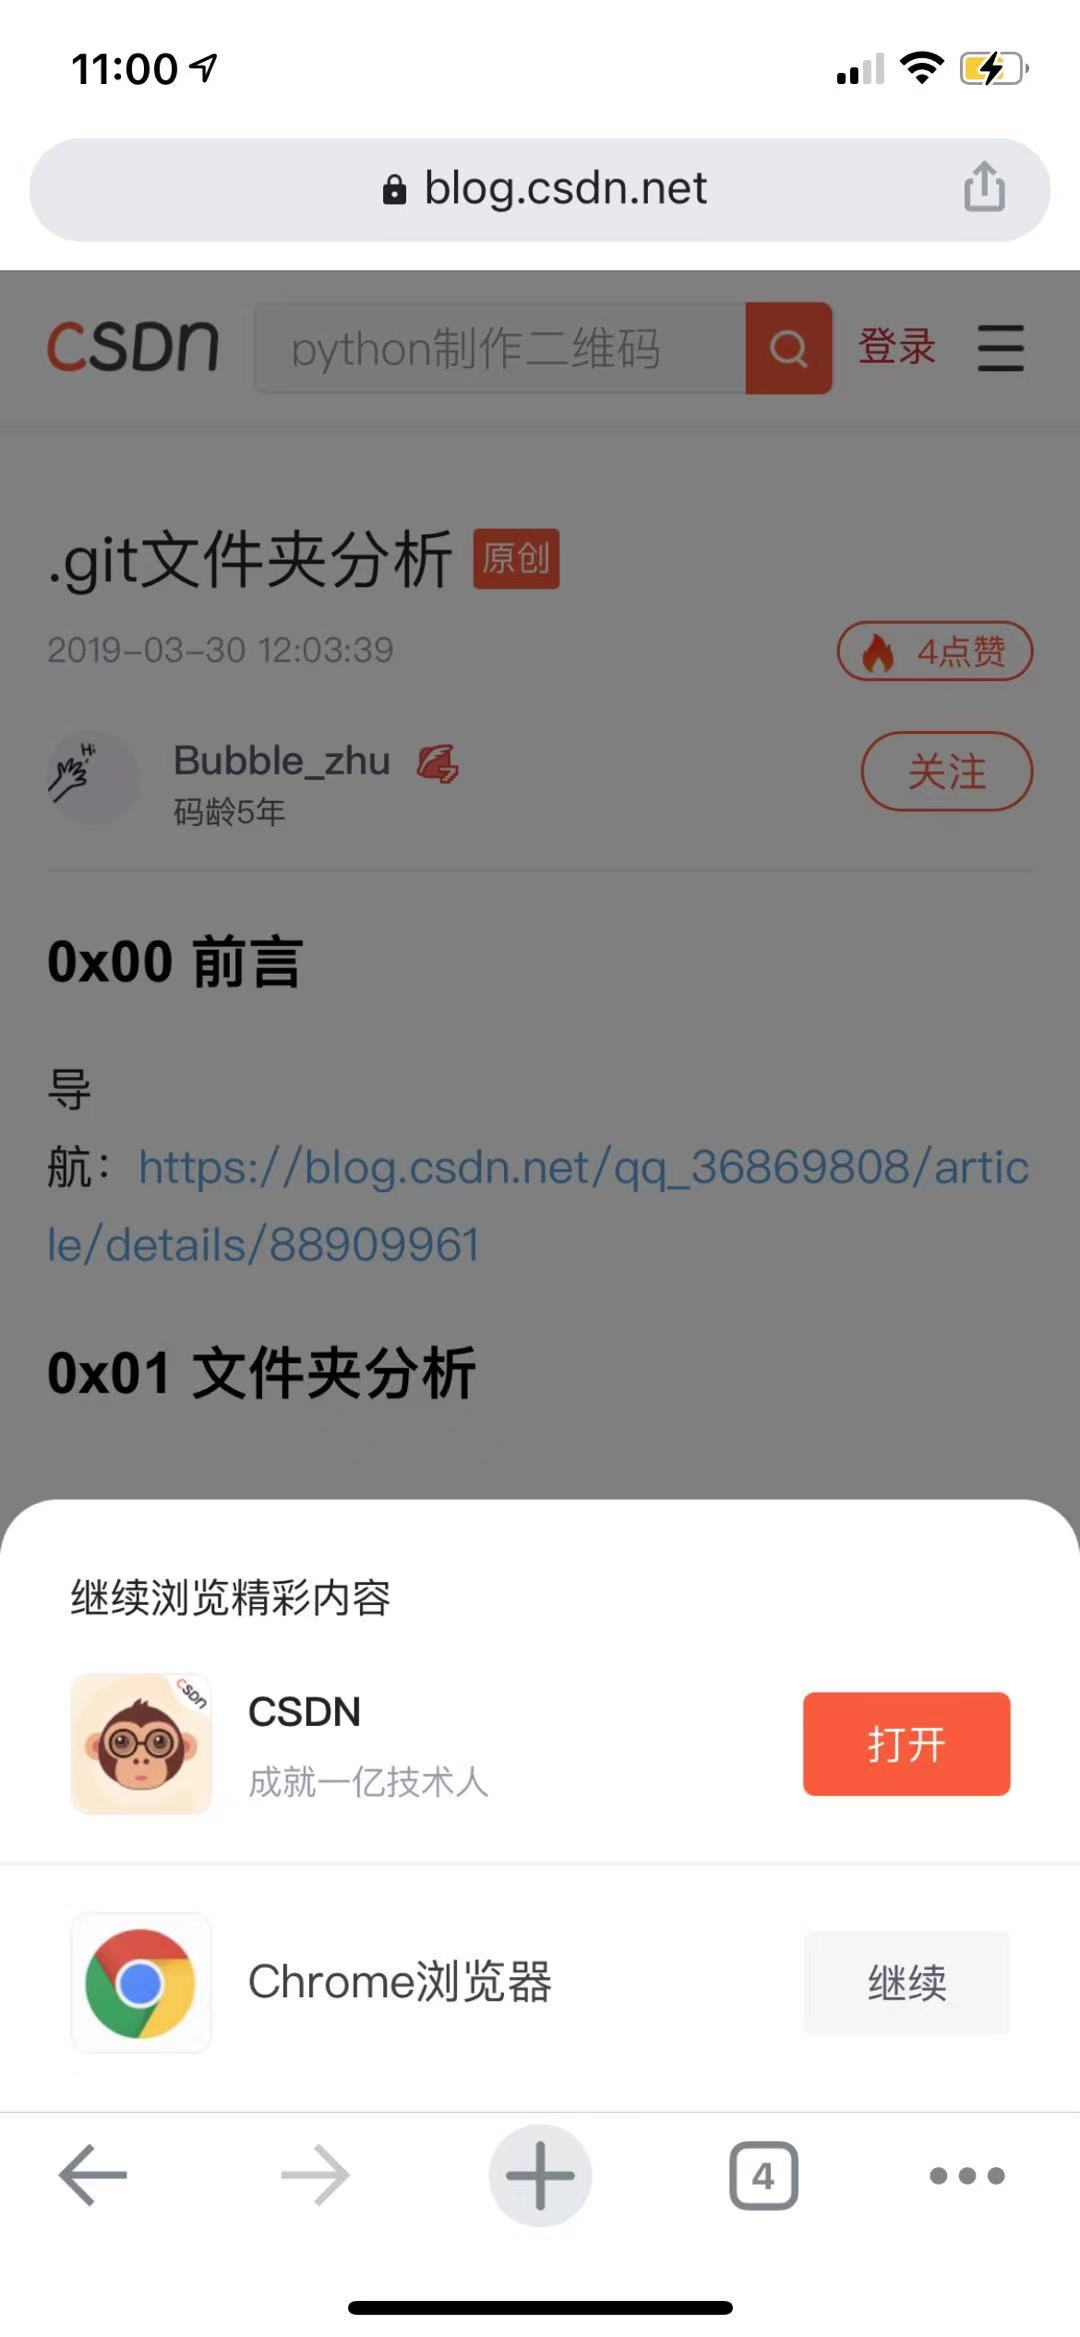 11:00
blog.csdn.net
CSDN python制作二维码 登录
.git文件夹分析 原创
2019-03-30 12:03:39 4点赞
Hi
Bubble_zhu 关注
码龄5年
0x00 前言
导
航：https://blog.csdn.net/qq_36869808/artic
le/details/88909961
0x01 文件夹分析
继续浏览精彩内容
CSDN
CSDN
成就一亿技术人
打开
Chrome浏览器 继续
4